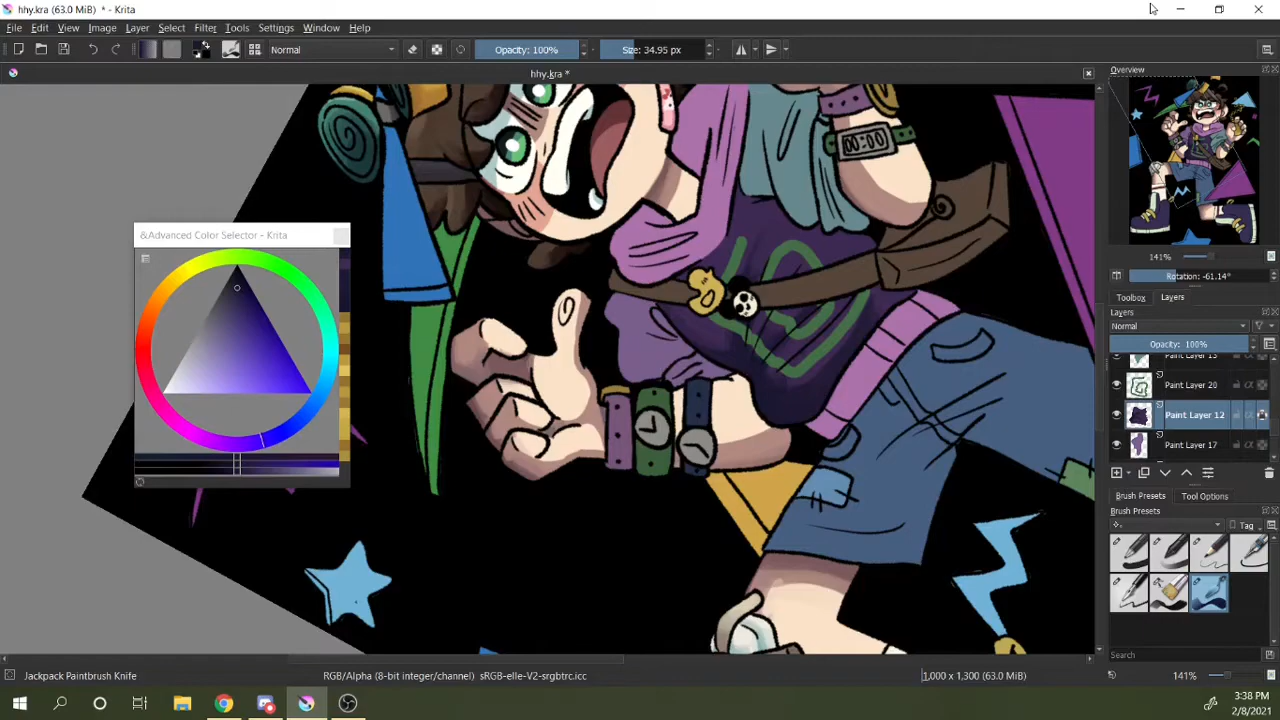 hhy.kra (63.0 MiB) * - Krita
File Edit View Image Layer Select Filter Tools Settings Window Help
Normal Opacity: 100% Size: 34.95 px
hhy.kra *
Overview
141%
Rotation: -61.14°
Toolbox Layers
Layers
Normal
Opacity: 100%
Paint Layer 13
Paint Layer 20
Paint Layer 12
Paint Layer 17
Brush Presets Tool Options
Brush Presets
Tag
Search
&Advanced Color Selector - Krita
00:00
Jackpack Paintbrush Knife RGB/Alpha (8-bit integer/channel) sRGB-elle-V2-srgbtrc.icc 1,000 x 1,300 (63.0 MiB) 141%
3:38 PM
2/8/2021